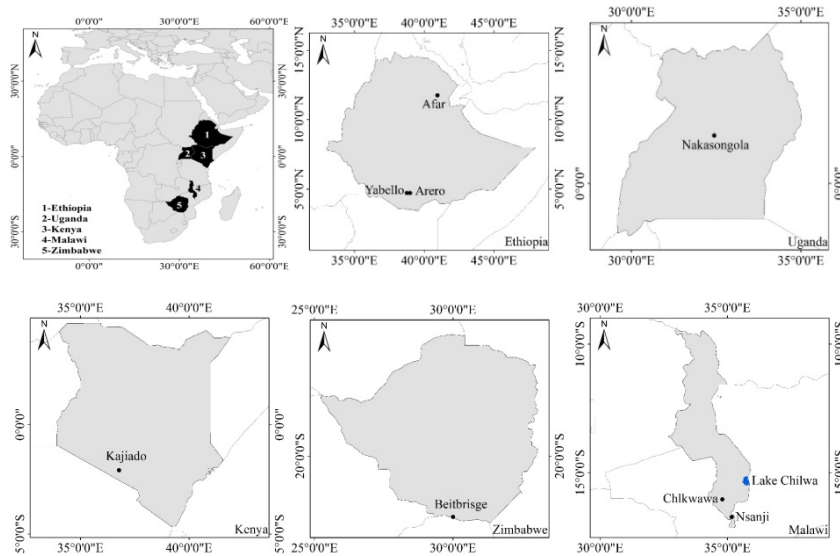 0°0'0"E 30°0'0"E 60°0'0"E
N
30°0'0"N
0°0'0"
30°0'0"S
1
2
3
4
5
1-Ethiopia
2-Uganda
3-Kenya
4-Malawi
5-Zimbabwe
0°0'0" 30°0'0"E 60°0'0"E
35°0'0"E 40°0'0"E 45°0'0"E
N
15°0'0"N
10°0'0"N
5°0'0"N
Afar
Yabello Arero
Ethiopia
35°0'0"E 40°0'0"E 45°0'0"E
30°0'0"E 35°0'0"E
N
Nakasongola
0°0'0"
Uganda
30°0'0"E 35°0'0"E
35°0'0"E 40°0'0"E
N
0°0'0"
Kajiado
5°0'0"S
Kenya
35°0'0"E 40°0'0"E
25°0'0"E 30°0'0"E
N
20°0'0"S
Beitbrisge
Zimbabwe
30°0'0"E
30°0'0"E 35°0'0"E
N
10°0'0"S
15°0'0"S
Lake Chilwa
Chlkwawa
Nsanji
Malawi
30°0'0"E 35°0'0"E